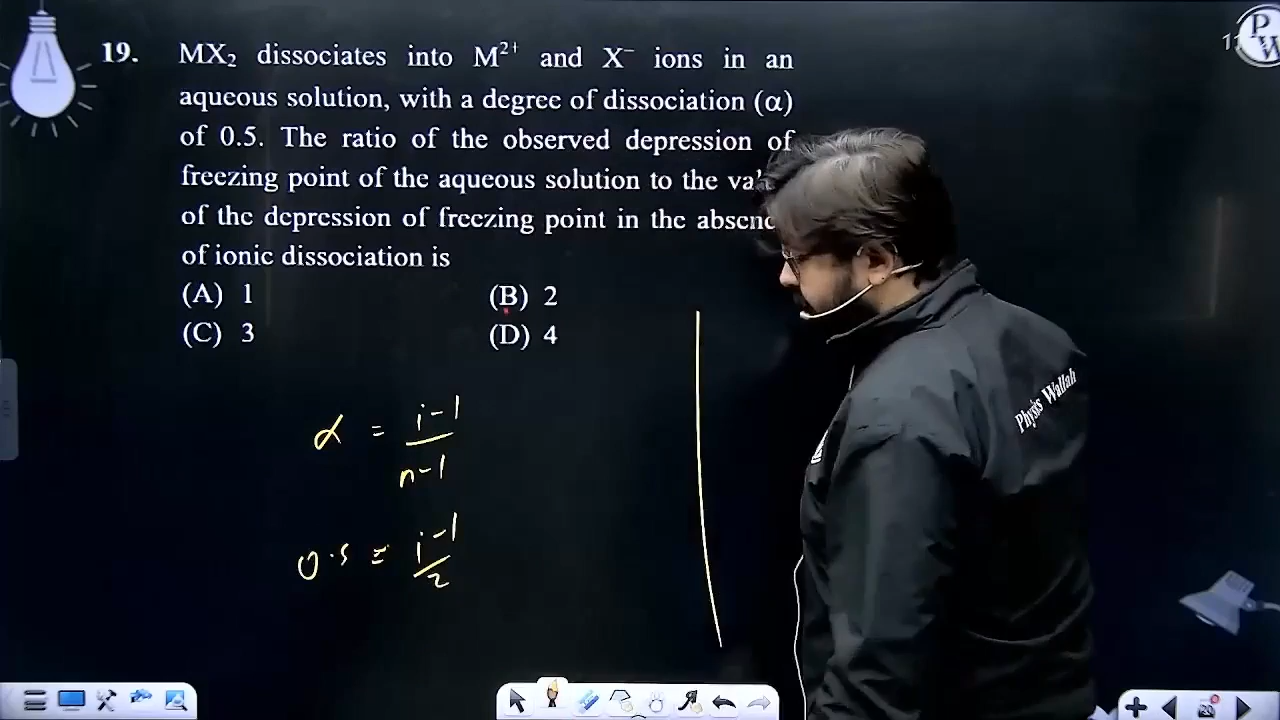 19. MX₂ dissociates into M²⁺ and X⁻ ions in an
aqueous solution, with a degree of dissociation (α)
of 0.5. The ratio of the observed depression of
freezing point of the aqueous solution to the
of the depression of freezing point in the
of ionic dissociation is
(A) 1 (B) 2
(C) 3 (D) 4
α = i-1/n-1
0.5 = i-1/2
Physics Wallah
P
W